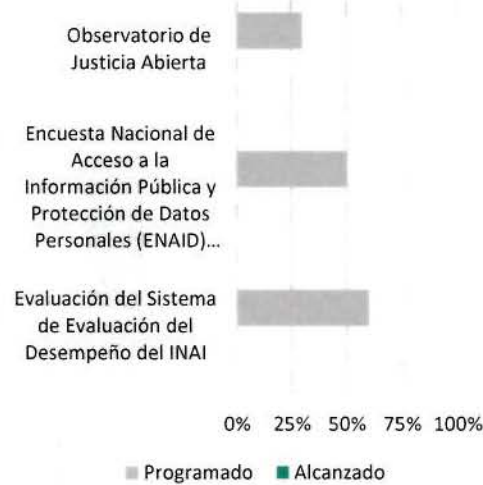 Observatorio de
Justicia Abierta
Encuesta Nacional de
Acceso a la
Información Pública y
Protección de Datos
Personales (ENAID)...
Evaluación del Sistema
de Evaluación del
Desempeño del INAI
0% 25% 50% 75% 100%
Programado Alcanzado